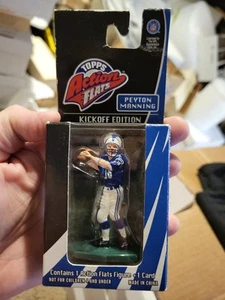 TOPPS
Action
FLATS
PEYTON
MANNING
KICKOFF EDITION
18
Contains 1 Action Flats Figure + 1 Card
NOT FOR CHILDREN 3 AND UNDER
MADE IN CHINA